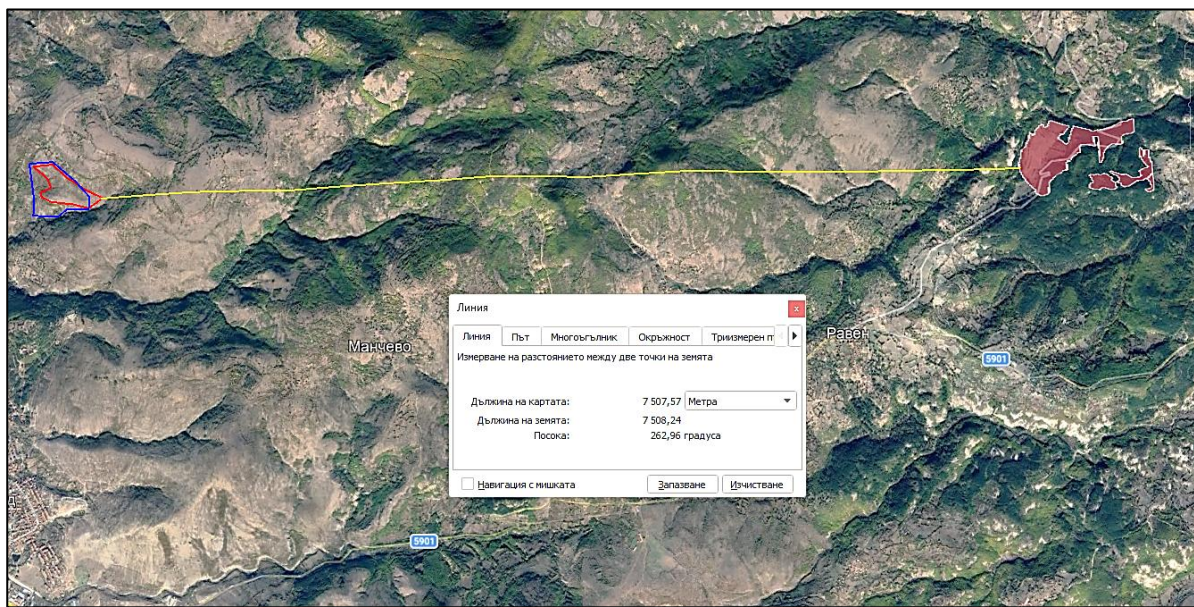 Линия
Линия Път Многоъгълник Окръжност Триизмерен п
Измерване на разстоянието между две точки на земята
Манчево
Равен
5901
Дължина на картата: 7 507,57 Метра
Дължина на земята: 7 508,24
Посока: 262,96 градуса
Навигация с мишката Запазване Изчистване
5901